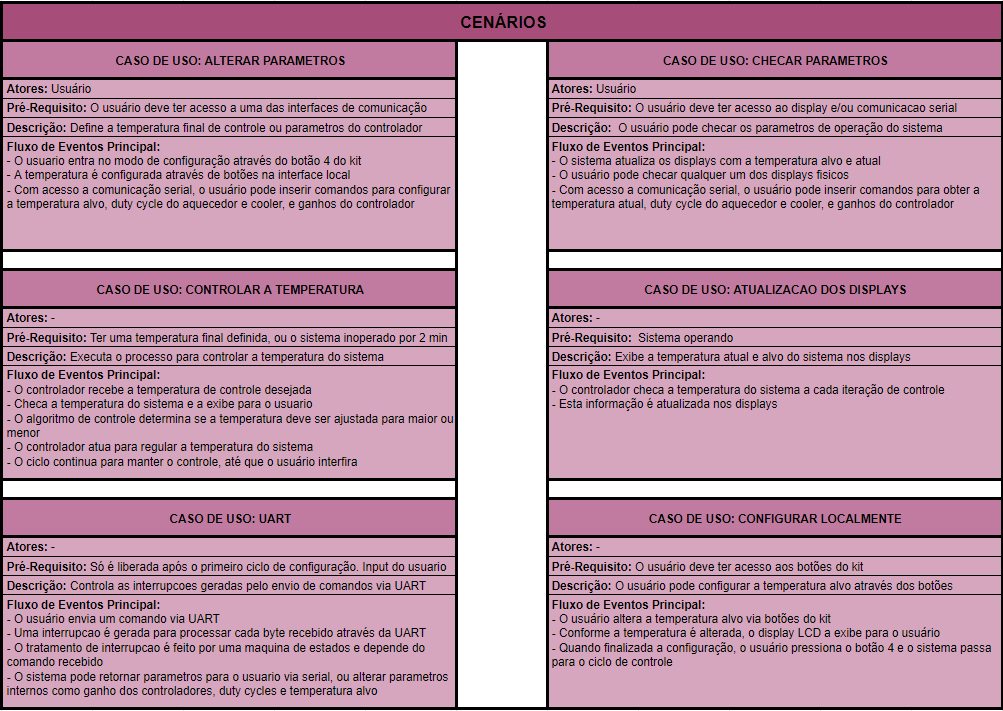 CENÁRIOS
CASO DE USO: ALTERAR PARAMETROS
Atores: Usuário
Pré-Requisito: O usuário deve ter acesso a uma das interfaces de comunicação
Descrição: Define a temperatura final de controle ou parametros do controlador
Fluxo de Eventos Principal:
- O usuario entra no modo de configuração através do botão 4 do kit
- A temperatura é configurada através de botões na interface local
- Com acesso a comunicação serial, o usuário pode inserir comandos para configurar
a temperatura alvo, duty cycle do aquecedor e cooler, e ganhos do controlador
CASO DE USO: CHECAR PARAMETROS
Atores: Usuário
Pré-Requisito: O usuário deve ter acesso ao display e/ou comunicacao serial
Descrição: O usuário pode checar os parametros de operação do sistema
Fluxo de Eventos Principal:
- O sistema atualiza os displays com a temperatura alvo e atual
- O usuário pode checar qualquer um dos displays fisicos
- Com acesso a comunicação serial, o usuário pode inserir comandos para obter a
temperatura atual, duty cycle do aquecedor e cooler, e ganhos do controlador
CASO DE USO: CONTROLAR A TEMPERATURA
Atores: -
Pré-Requisito: Ter uma temperatura final definida, ou o sistema inoperado por 2 min
Descrição: Executa o processo para controlar a temperatura do sistema
Fluxo de Eventos Principal:
- O controlador recebe a temperatura de controle desejada
- Checa a temperatura do sistema e a exibe para o usuario
- O algoritmo de controle determina se a temperatura deve ser ajustada para maior ou
menor
- O controlador atua para regular a temperatura do sistema
- O ciclo continua para manter o controle, até que o usuário interfira
CASO DE USO: ATUALIZACAO DOS DISPLAYS
Atores: -
Pré-Requisito: Sistema operando
Descrição: Exibe a temperatura atual e alvo do sistema nos displays
Fluxo de Eventos Principal:
- O controlador checa a temperatura do sistema a cada iteração de controle
- Esta informação é atualizada nos displays
CASO DE USO: UART
Atores: -
Pré-Requisito: Só é liberada após o primeiro ciclo de configuração. Input do usuario
Descrição: Controla as interrupcoes geradas pelo envio de comandos via UART
Fluxo de Eventos Principal:
- O usuário envia um comando via UART
- Uma interrupcao é gerada para processar cada byte recebido através da UART
- O tratamento de interrupcao é feito por uma maquina de estados e depende do
comando recebido
- O sistema pode retornar parametros para o usuario via serial, ou alterar parametros
internos como ganho dos controladores, duty cycles e temperatura alvo
CASO DE USO: CONFIGURAR LOCALMENTE
Atores: -
Pré-Requisito: O usuário deve ter acesso aos botões do kit
Descrição: O usuário pode configurar a temperatura alvo através dos botões
Fluxo de Eventos Principal:
- O usuário altera a temperatura alvo via botões do kit
- Conforme a temperatura é alterada, o display LCD a exibe para o usuário
- Quando finalizada a configuração, o usuário pressiona o botão 4 e o sistema passa
para o ciclo de controle